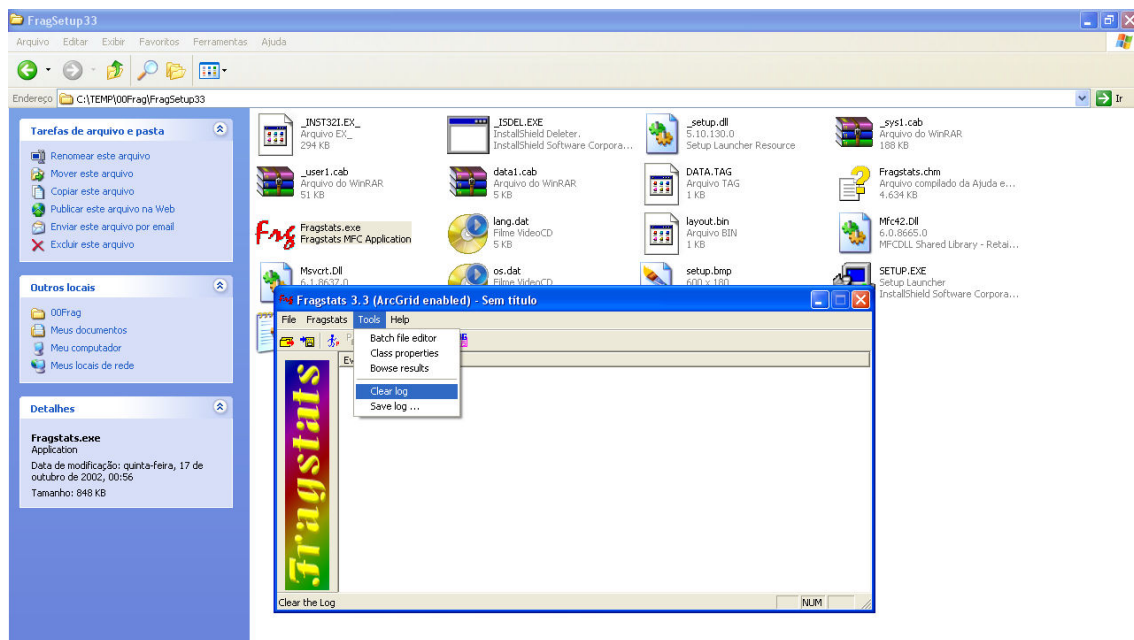 FragSetup33
Arquivo Editar Exibir Favoritos Ferramentas Ajuda
Endereço C:\TEMP\00Frag\FragSetup33 Ir
Tarefas de arquivo e pasta
Renomear este arquivo
Mover este arquivo
Copiar este arquivo
Publicar este arquivo na Web
Enviar este arquivo por email
Excluir este arquivo
Outros locais
00Frag
Meus documentos
Meu computador
Meus locais de rede
Detalhes
Fragstats.exe
Application
Data de modificação: quinta-feira, 17 de
outubro de 2002, 00:56
Tamanho: 848 KB
_INST32I.EX_
Arquivo EX_
294 KB
_ISDEL.EXE
InstallShield Deleter.
InstallShield Software Corpora...
_setup.dll
5.10.130.0
Setup Launcher Resource
_sys1.cab
Arquivo do WinRAR
188 KB
_user1.cab
Arquivo do WinRAR
51 KB
data1.cab
Arquivo do WinRAR
5 KB
DATA.TAG
Arquivo TAG
1 KB
Fragstats.chm
Arquivo compilado da Ajuda e...
4.634 KB
Frg
Fragstats.exe
Fragstats MFC Application
lang.dat
Filme VideoCD
5 KB
layout.bin
Arquivo BIN
1 KB
Mfc42.Dll
6.0.8665.0
MFCDLL Shared Library - Retai...
Msvcrt.Dll
6.1.8637.0
os.dat
Filme VideoCD
setup.bmp
600 x 180
SETUP.EXE
Setup Launcher
InstallShield Software Corpora...
Frg Fragstats 3.3 (ArcGrid enabled) - Sem título
File Fragstats Tools Help
Batch file editor
Class properties
Bowse results
Clear log
Save log ...
Fragstats
Clear the Log
NUM